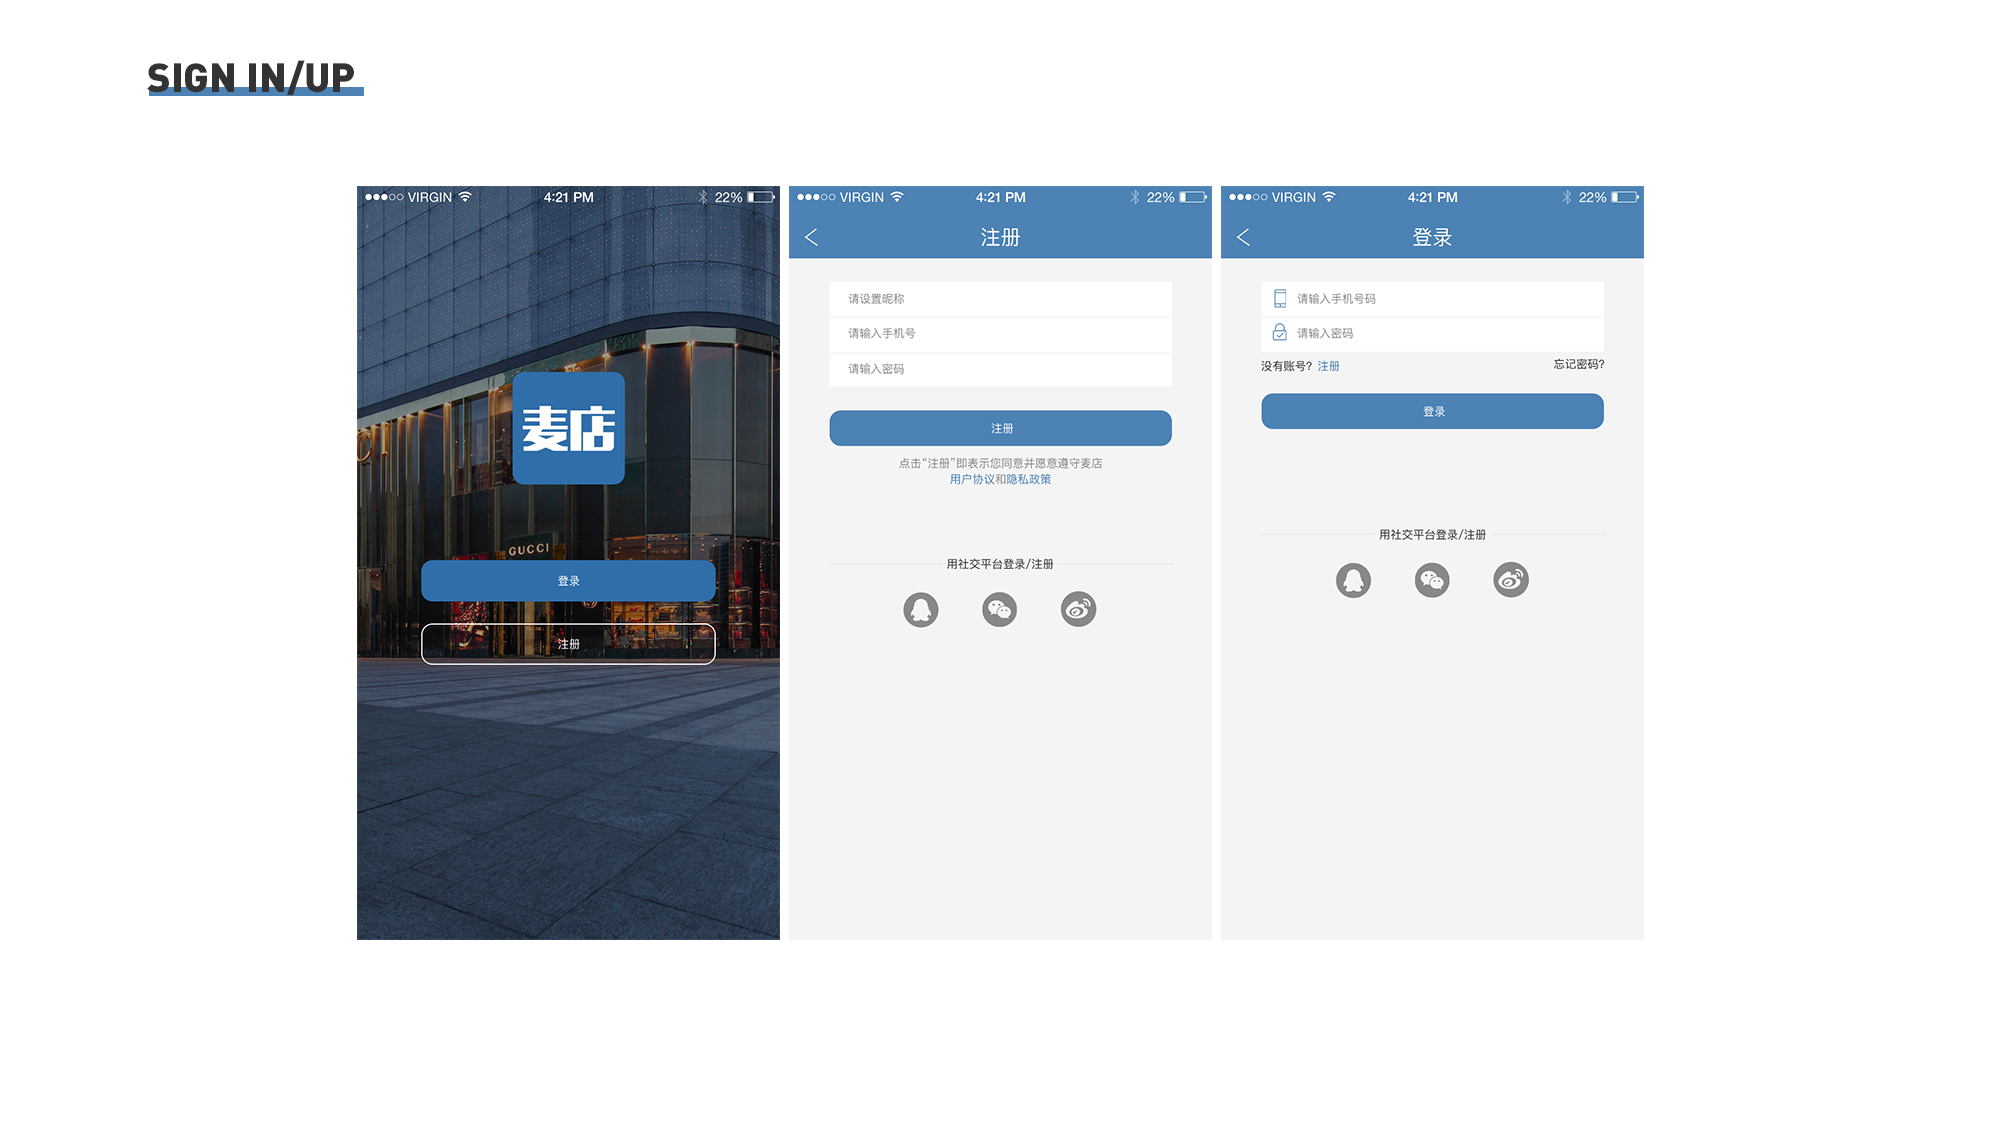 SIGN IN/UP
VIRGIN 4:21 PM 22%
麦店
GUCCI
登录
注册
VIRGIN 4:21 PM 22%
注册
请设置昵称
请输入手机号
请输入密码
注册
点击“注册”即表示您同意并愿意遵守麦店
用户协议和隐私政策
用社交平台登录/注册
VIRGIN 4:21 PM 22%
登录
请输入手机号码
请输入密码
没有账号? 注册 忘记密码?
登录
用社交平台登录/注册